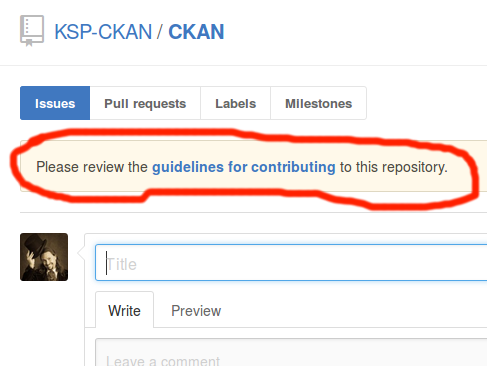 KSP-CKAN / CKAN
Issues Pull requests Labels Milestones
Please review the guidelines for contributing to this repository.
Title
Write Preview
Leave a comment